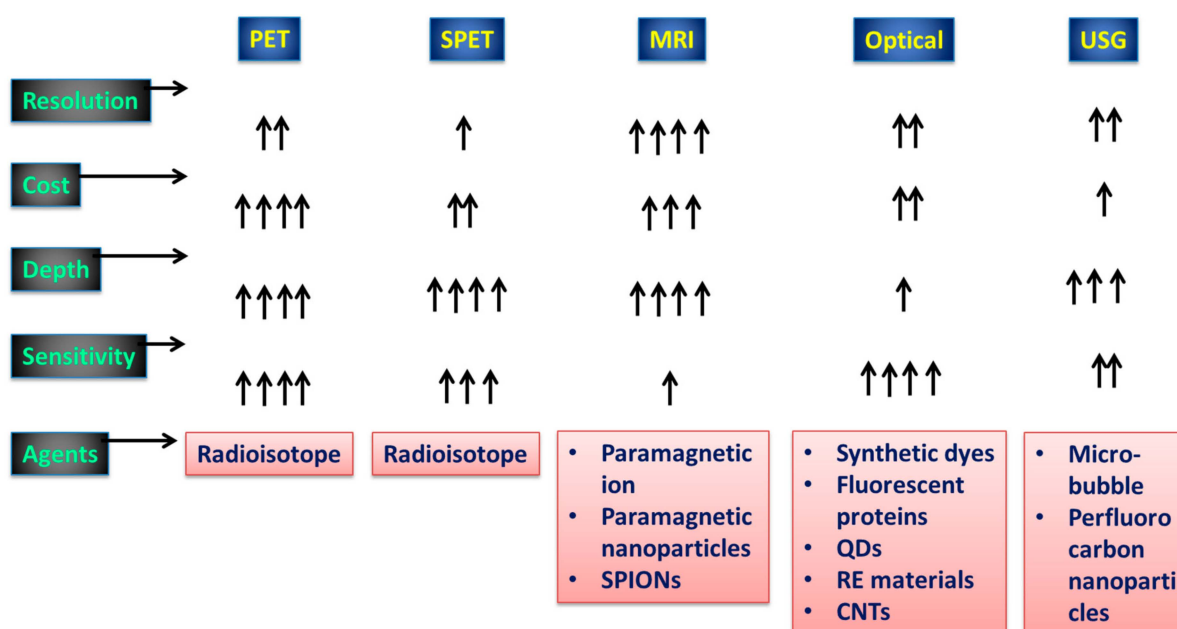 PET
SPET
MRI
Optical
USG
Resolution
↑↑
↑
↑↑↑↑
↑↑
↑↑
Cost
↑↑↑↑
↑↑
↑↑↑
↑↑
↑
Depth
↑↑↑↑
↑↑↑↑
↑↑↑↑
↑
↑↑↑
Sensitivity
↑↑↑↑
↑↑↑
↑
↑↑↑↑
↑↑
Agents
Radioisotope
Radioisotope
• Paramagnetic
ion
• Paramagnetic
nanoparticles
• SPIONs
• Synthetic dyes
• Fluorescent
proteins
• QDs
• RE materials
• CNTs
• Micro-
bubble
• Perfluoro
carbon
nanoparti
cles